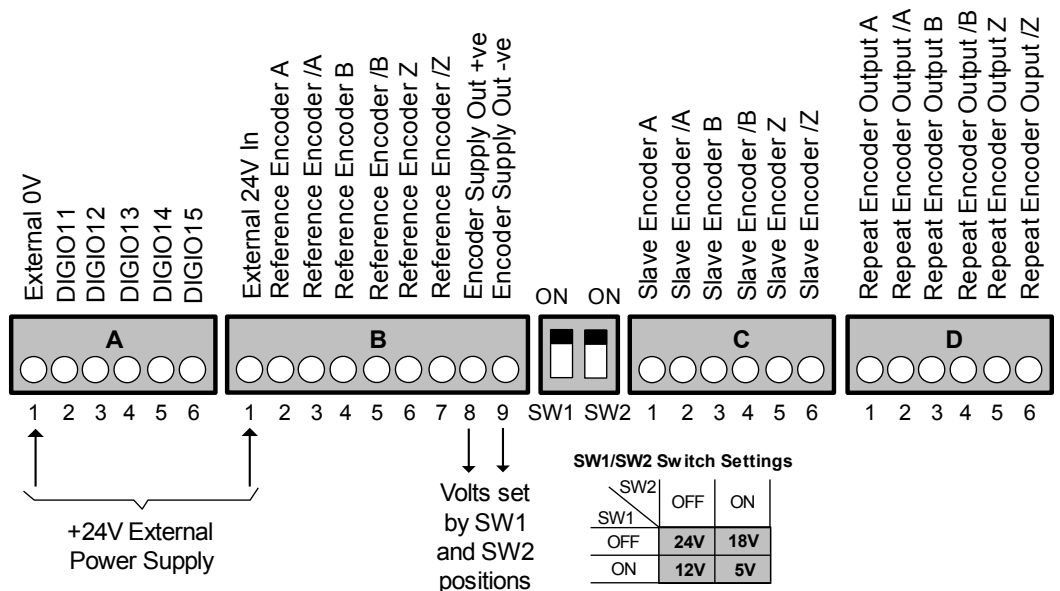 External 0V
DIGIO11
DIGIO12
DIGIO13
DIGIO14
DIGIO15
External 24V In
Reference Encoder A
Reference Encoder /A
Reference Encoder B
Reference Encoder /B
Reference Encoder Z
Reference Encoder /Z
Encoder Supply Out +ve
Encoder Supply Out -ve
Slave Encoder A
Slave Encoder /A
Slave Encoder B
Slave Encoder /B
Slave Encoder Z
Slave Encoder /Z
Repeat Encoder Output A
Repeat Encoder Output /A
Repeat Encoder Output B
Repeat Encoder Output /B
Repeat Encoder Output Z
Repeat Encoder Ouput /Z
ON ON
A B C D
1 2 3 4 5 6
1 2 3 4 5 6 7 8 9
SW1 SW2
1 2 3 4 5 6
1 2 3 4 5 6
+24V External
Power Supply
Volts set
by SW1
and SW2
positions
SW1/SW2 Switch Settings
SW2 OFF ON
SW1
OFF 24V 18V
ON 12V 5V